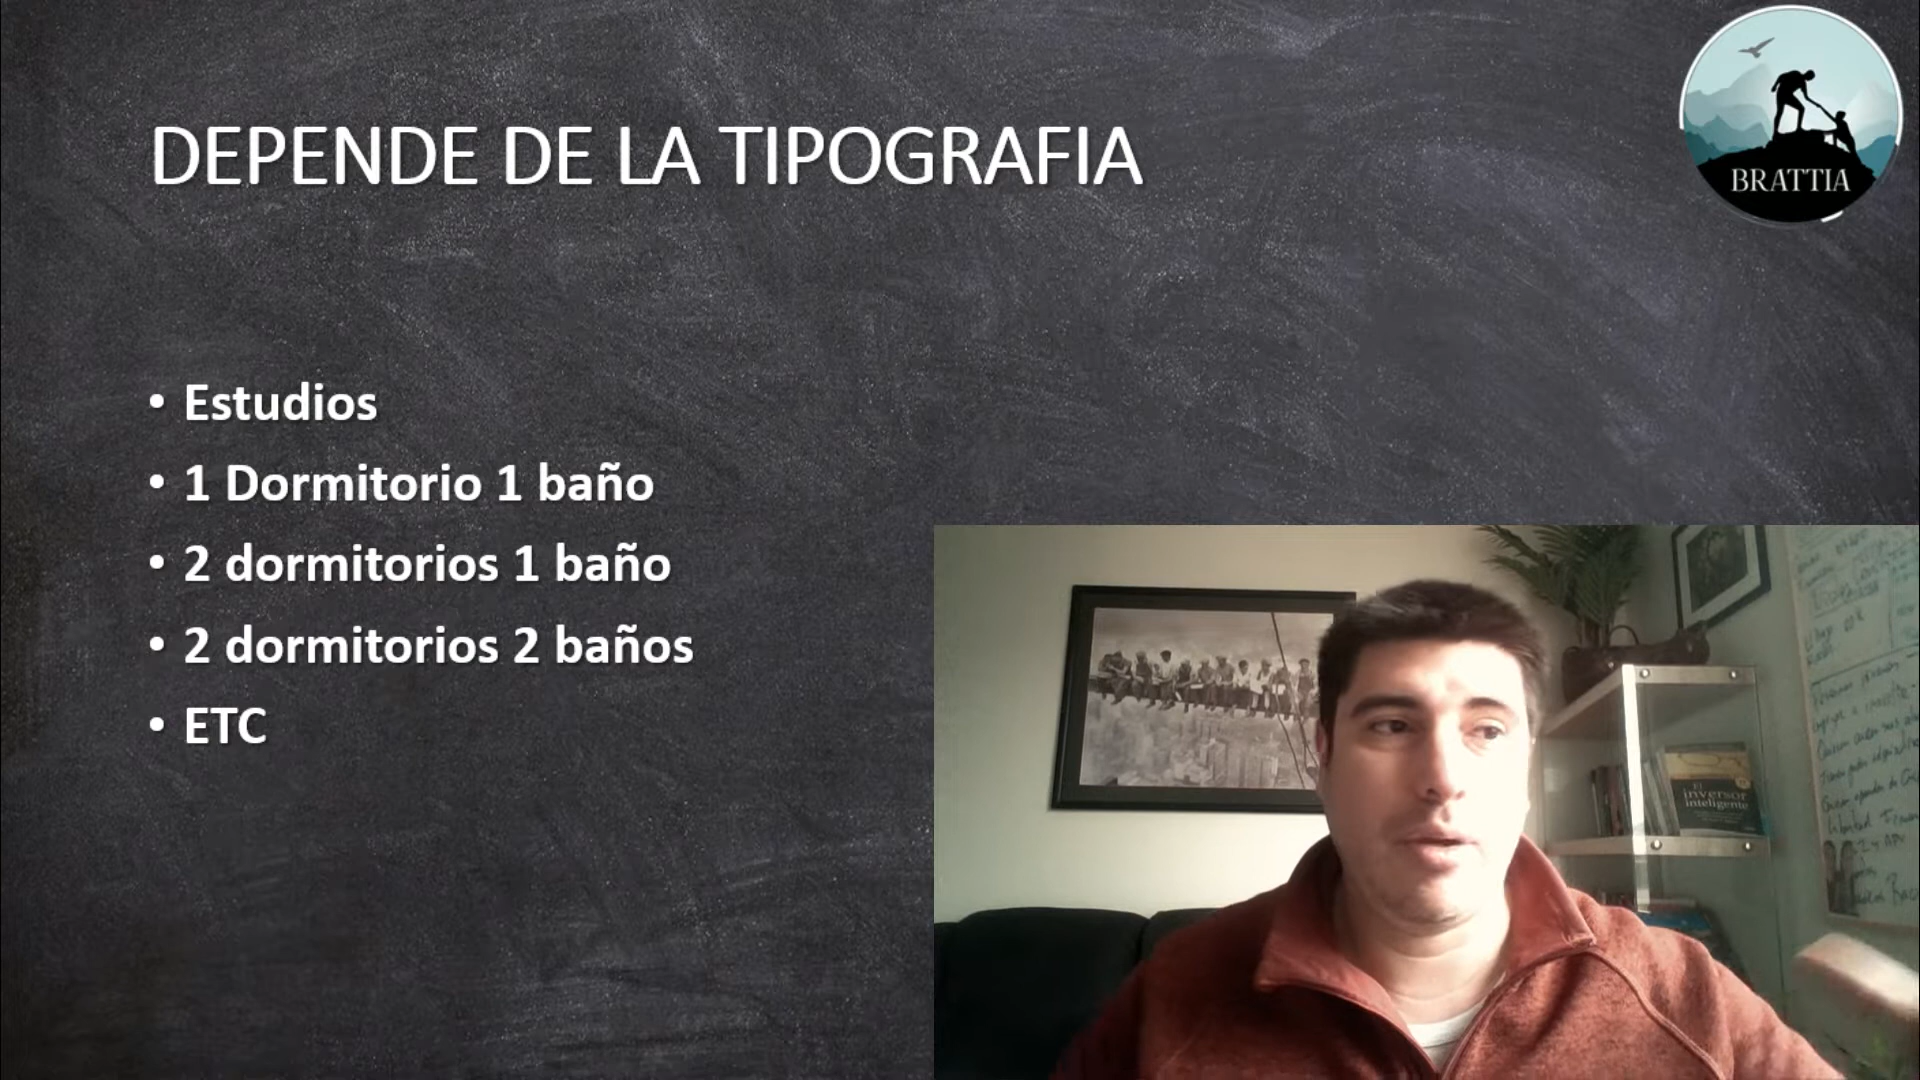 DEPENDE DE LA TIPOGRAFIA
BRATTIA
• Estudios
• 1 Dormitorio 1 baño
• 2 dormitorios 1 baño
• 2 dormitorios 2 baños
• ETC
El
inversor
inteligente